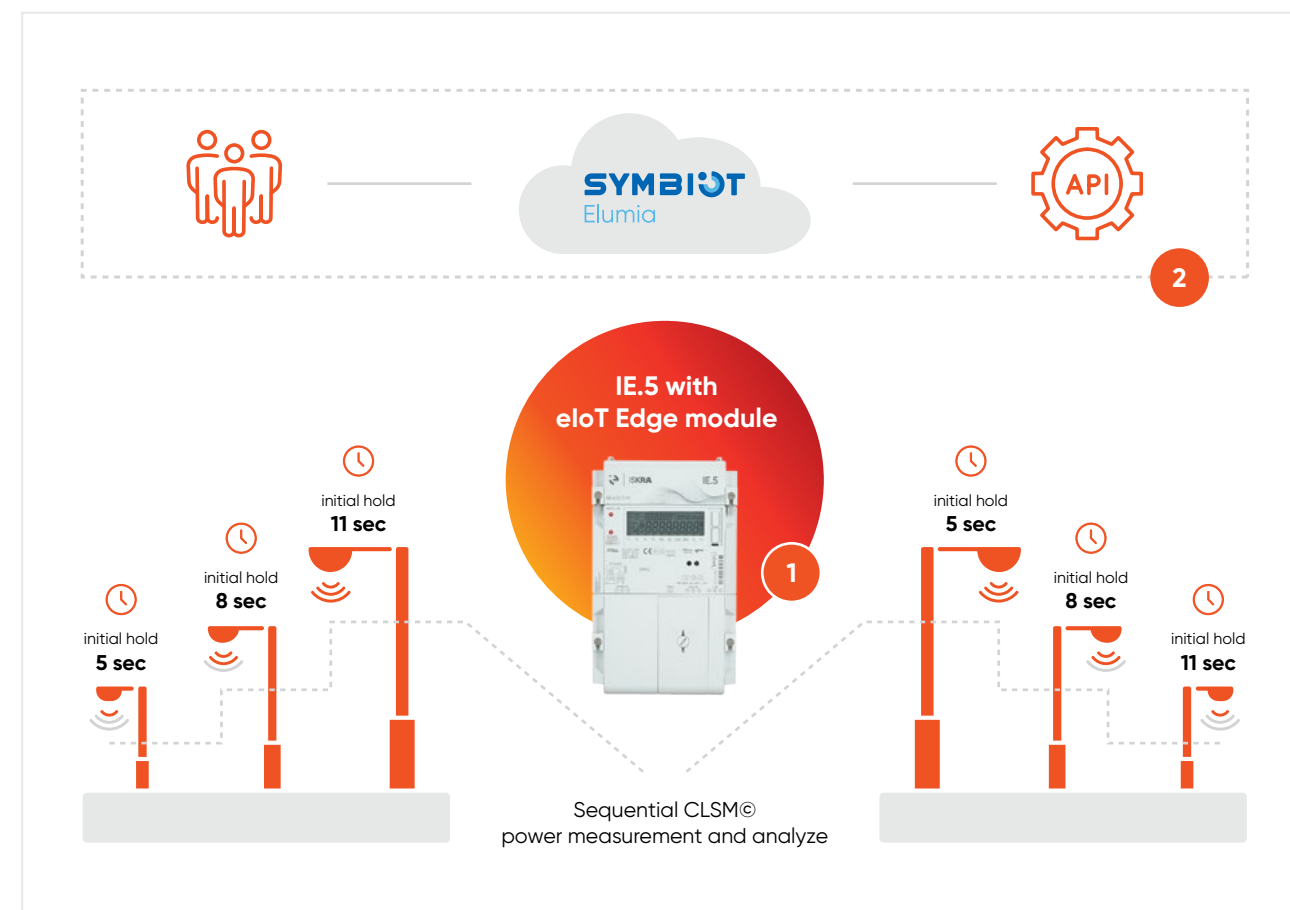 SYMBIOT
Elumia
API
2
IE.5 with
eIoT Edge module
ISKRA
IE.5
1
initial hold
5 sec
initial hold
8 sec
initial hold
11 sec
initial hold
5 sec
initial hold
8 sec
initial hold
11 sec
Sequential CLSM©
power measurement and analyze